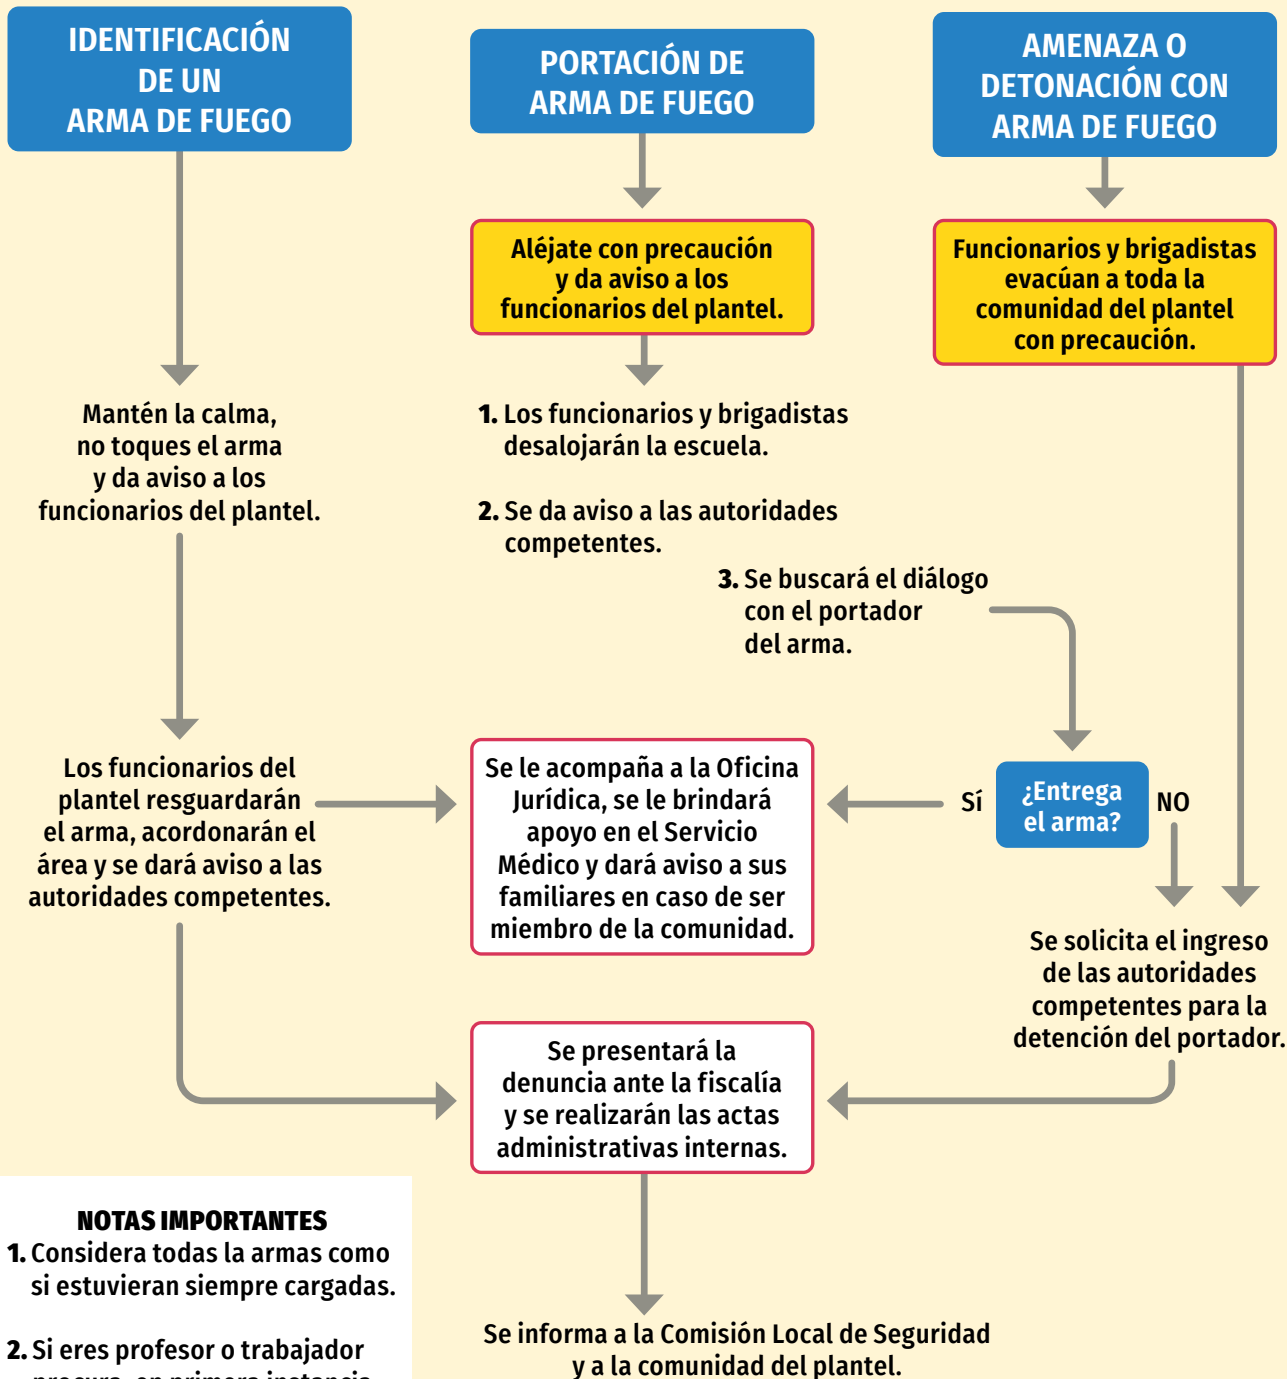 IDENTIFICACIÓN
DE UN
ARMA DE FUEGO
PORTACIÓN DE
ARMA DE FUEGO
AMENAZA O
DETONACIÓN CON
ARMA DE FUEGO
Aléjate con precaución
y da aviso a los
funcionarios del plantel.
Funcionarios y brigadistas
evacúan a toda la
comunidad del plantel
con precaución.
Mantén la calma,
no toques el arma
y da aviso a los
funcionarios del plantel.
1. Los funcionarios y brigadistas
desalojarán la escuela.
2. Se da aviso a las autoridades
competentes.
3. Se buscará el diálogo
con el portador
del arma.
Los funcionarios del
plantel resguardarán
el arma, acordonarán el
área y se dará aviso a las
autoridades competentes.
Se le acompaña a la Oficina
Jurídica, se le brindará
apoyo en el Servicio
Médico y dará aviso a sus
familiares en caso de ser
miembro de la comunidad.
Sí
¿Entrega
el arma?
NO
Se solicita el ingreso
de las autoridades
competentes para la
detención del portador.
Se presentará la
denuncia ante la fiscalía
y se realizarán las actas
administrativas internas.
NOTAS IMPORTANTES
1. Considera todas la armas como
si estuvieran siempre cargadas.
2. Si eres profesor o trabajador
procura, en primera instancia
Se informa a la Comisión Local de Seguridad
y a la comunidad del plantel.